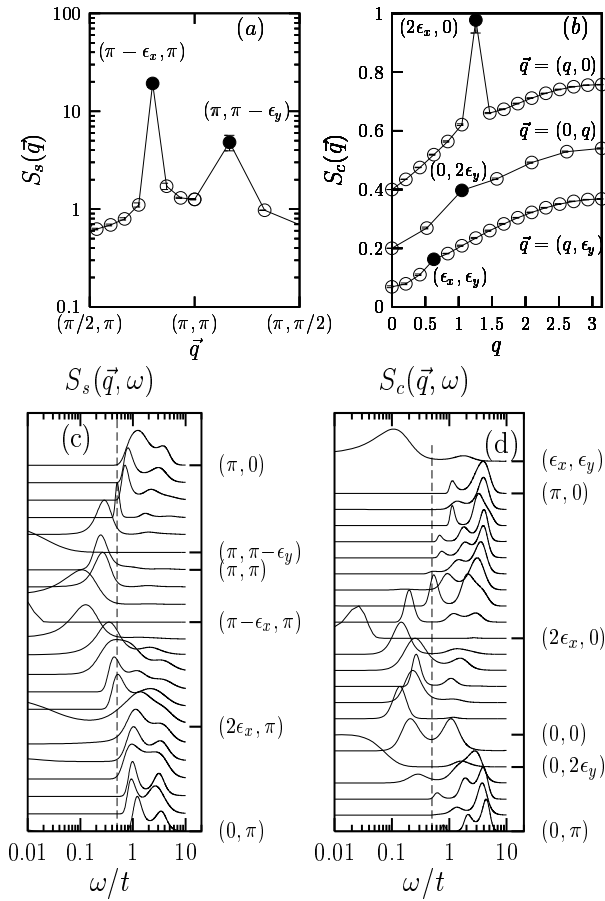 (a)
(π − ϵ_x, π)
(π, π − ϵ_y)
S_s(q⃗)
100
10
1
0.1
(π/2, π)
(π, π)
(π, π/2)
q⃗
(b)
(2ϵ_x, 0)
q⃗ = (q, 0)
q⃗ = (0, q)
(0, 2ϵ_y)
q⃗ = (q, ϵ_y)
(ϵ_x, ϵ_y)
S_c(q⃗)
1
0.8
0.6
0.4
0.2
0
0 0.5 1 1.5 2 2.5 3
q
S_s(q⃗, ω)
(c)
(π, 0)
(π, π−ϵ_y)
(π, π)
(π−ϵ_x, π)
(2ϵ_x, π)
(0, π)
0.01 0.1 1 10
ω/t
S_c(q⃗, ω)
(d)
(ϵ_x, ϵ_y)
(π, 0)
(2ϵ_x, 0)
(0, 0)
(0, 2ϵ_y)
(0, π)
0.01 0.1 1 10
ω/t